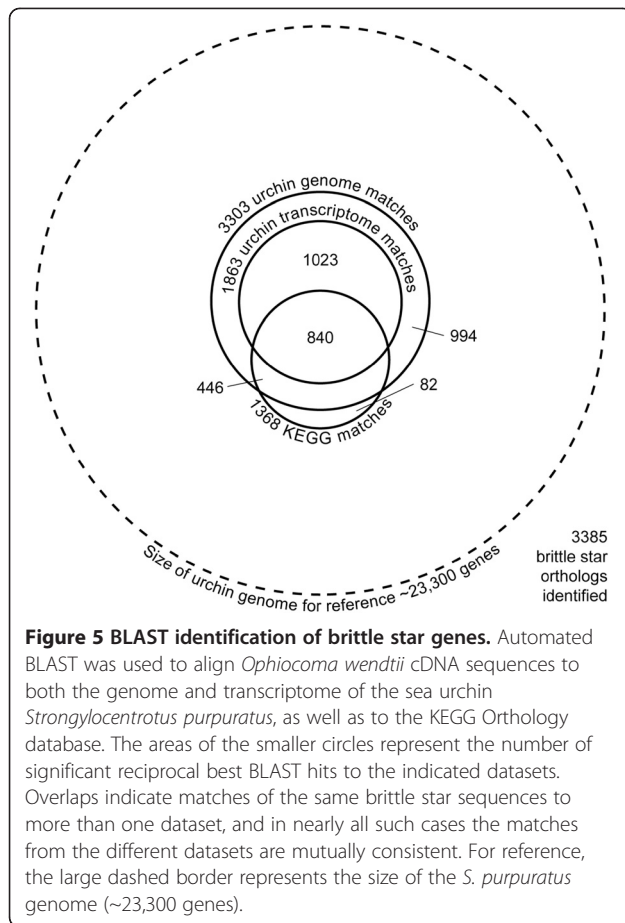 3303 urchin genome matches
1863 urchin transcriptome matches
1023
840
994
446
82
1368 KEGG matches
Size of urchin genome for reference ~23,300 genes
3385
brittle star
orthologs
identified
Figure 5 BLAST identification of brittle star genes. Automated
BLAST was used to align Ophiocoma wendtii cDNA sequences to
both the genome and transcriptome of the sea urchin
Strongylocentrotus purpuratus, as well as to the KEGG Orthology
database. The areas of the smaller circles represent the number of
significant reciprocal best BLAST hits to the indicated datasets.
Overlaps indicate matches of the same brittle star sequences to
more than one dataset, and in nearly all such cases the matches
from the different datasets are mutually consistent. For reference,
the large dashed border represents the size of the S. purpuratus
genome (~23,300 genes).